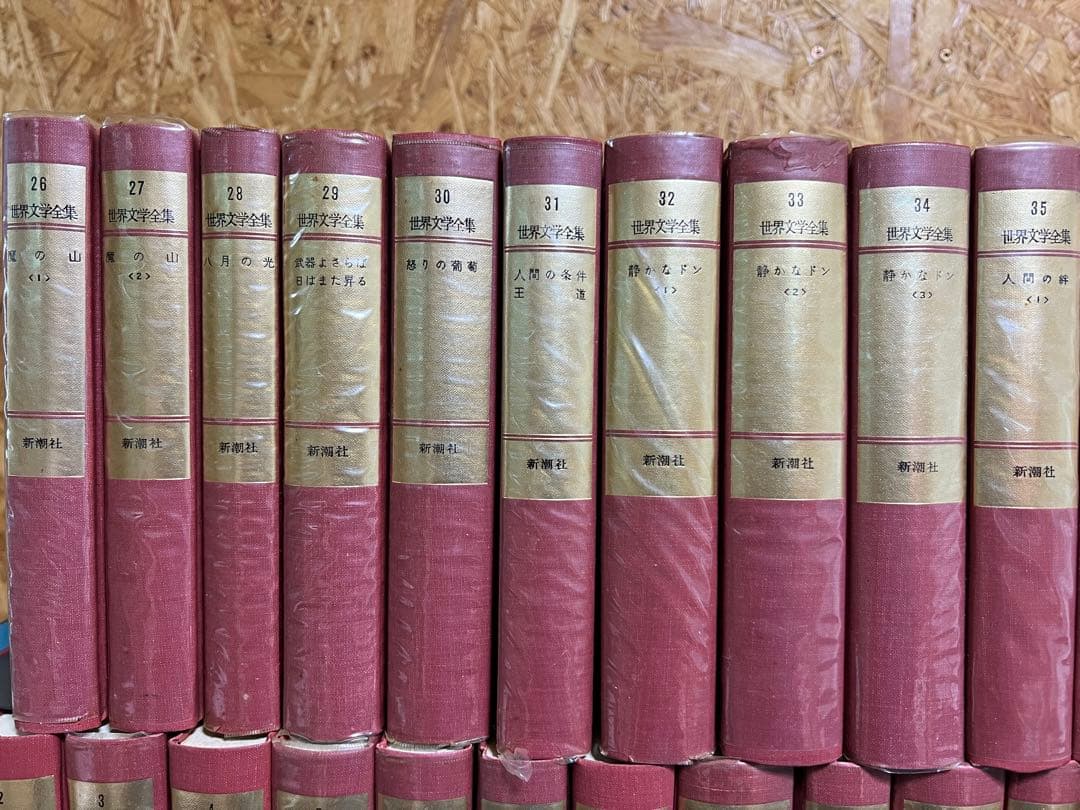 26
世界文学全集
魔の山
<1>
新潮社
27
世界文学全集
魔の山
<2>
新潮社
28
世界文学全集
八月の光
新潮社
29
世界文学全集
武器よさらば
日はまた昇る
新潮社
30
世界文学全集
怒りの葡萄
新潮社
31
世界文学全集
人間の条件
王道
新潮社
32
世界文学全集
静かなドン
<1>
新潮社
33
世界文学全集
静かなドン
<2>
新潮社
34
世界文学全集
静かなドン
<3>
新潮社
35
世界文学全集
人間の絆
<1>
新潮社
2
3